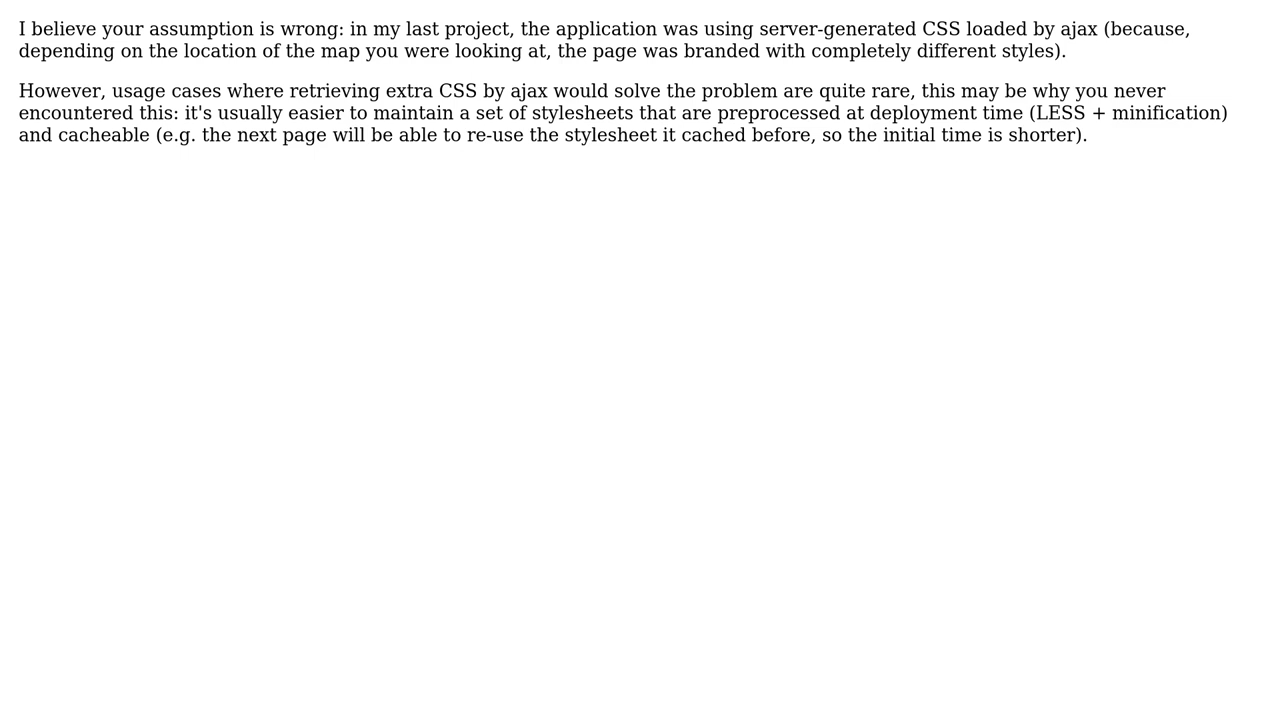 I believe your assumption is wrong: in my last project, the application was using server-generated CSS loaded by ajax (because,
depending on the location of the map you were looking at, the page was branded with completely different styles).
However, usage cases where retrieving extra CSS by ajax would solve the problem are quite rare, this may be why you never
encountered this: it's usually easier to maintain a set of stylesheets that are preprocessed at deployment time (LESS + minification)
and cacheable (e.g. the next page will be able to re-use the stylesheet it cached before, so the initial time is shorter).